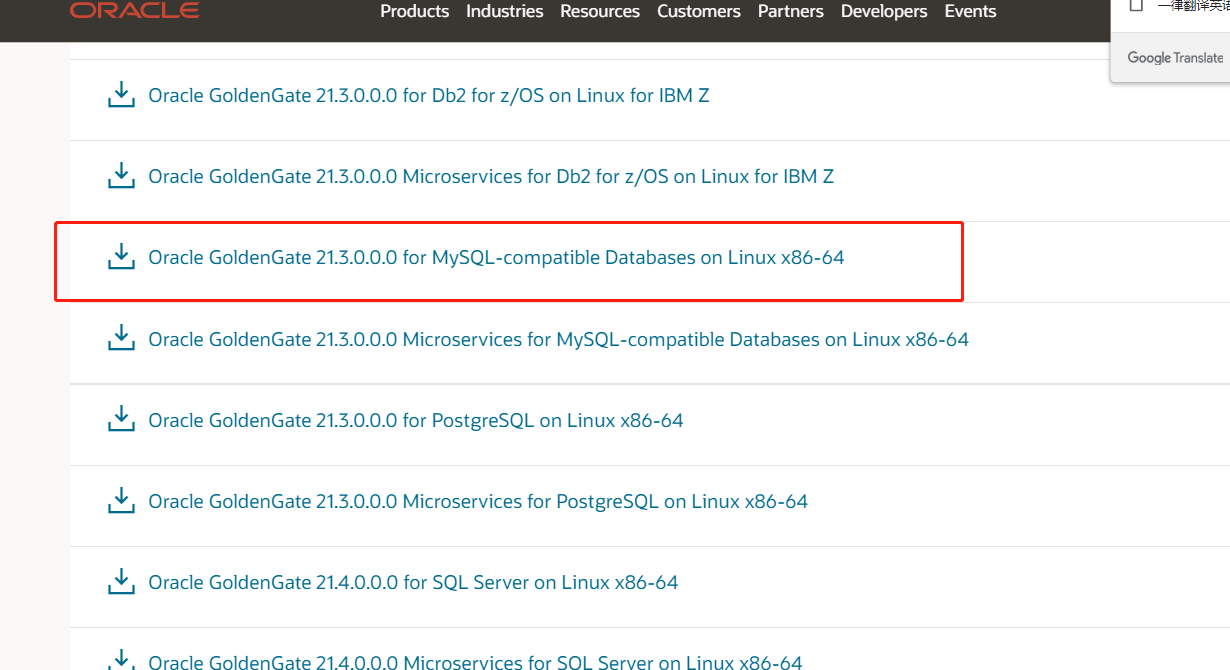 ORACLE
Products Industries Resources Customers Partners Developers Events
一律翻译英语
Google Translate
Oracle GoldenGate 21.3.0.0.0 for Db2 for z/OS on Linux for IBM Z
Oracle GoldenGate 21.3.0.0.0 Microservices for Db2 for z/OS on Linux for IBM Z
Oracle GoldenGate 21.3.0.0.0 for MySQL-compatible Databases on Linux x86-64
Oracle GoldenGate 21.3.0.0.0 Microservices for MySQL-compatible Databases on Linux x86-64
Oracle GoldenGate 21.3.0.0.0 for PostgreSQL on Linux x86-64
Oracle GoldenGate 21.3.0.0.0 Microservices for PostgreSQL on Linux x86-64
Oracle GoldenGate 21.4.0.0.0 for SQL Server on Linux x86-64
Oracle GoldenGate 21.4.0.0.0 Microservices for SQL Server on Linux x86-64